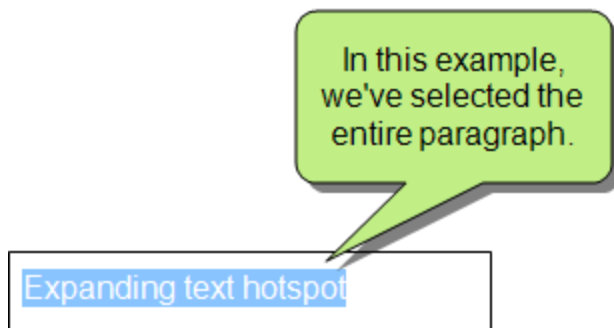 In this example,
we've selected the
entire paragraph.
Expanding text hotspot